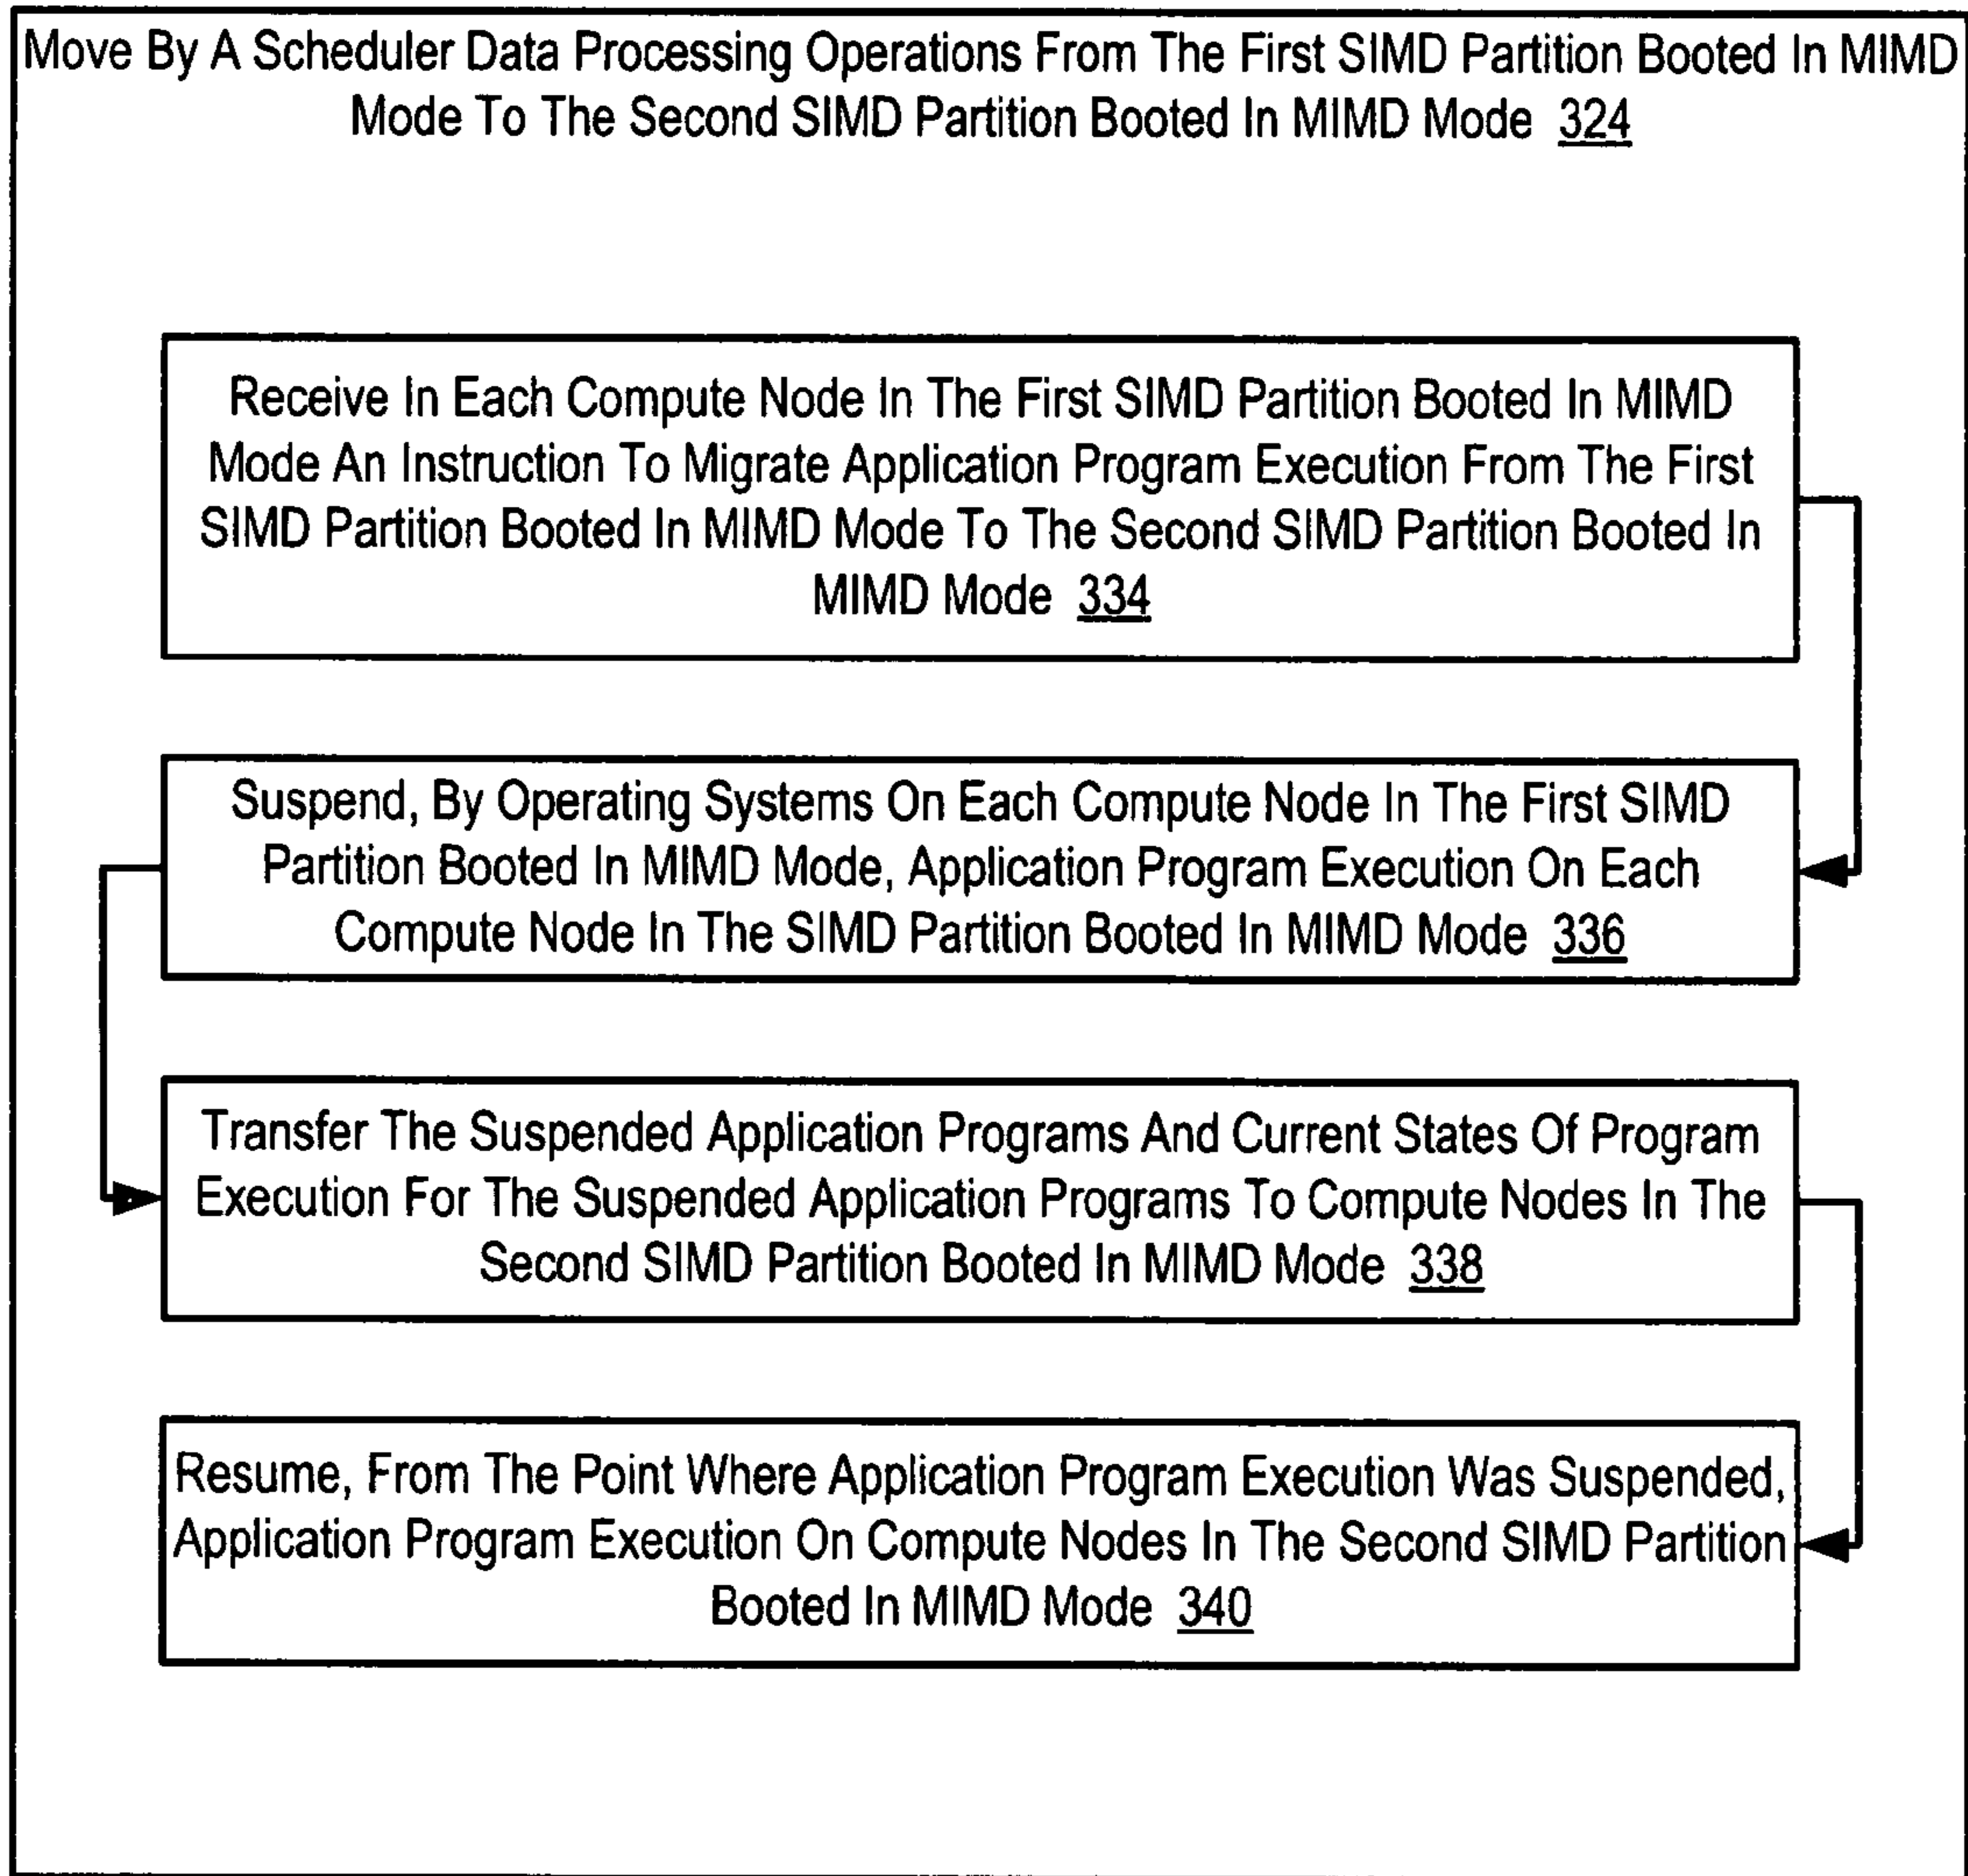 Move By A Scheduler Data Processing Operations From The First SIMD Partition Booted In MIMD
Mode To The Second SIMD Partition Booted In MIMD Mode 324
Receive In Each Compute Node In The First SIMD Partition Booted In MIMD
Mode An Instruction To Migrate Application Program Execution From The First
SIMD Partition Booted In MIMD Mode To The Second SIMD Partition Booted In
MIMD Mode 334
Suspend, By Operating Systems On Each Compute Node In The First SIMD
Partition Booted In MIMD Mode, Application Program Execution On Each
Compute Node In The SIMD Partition Booted In MIMD Mode 336
Transfer The Suspended Application Programs And Current States Of Program
Execution For The Suspended Application Programs To Compute Nodes In The
Second SIMD Partition Booted In MIMD Mode 338
Resume, From The Point Where Application Program Execution Was Suspended,
Application Program Execution On Compute Nodes In The Second SIMD Partition
Booted In MIMD Mode 340